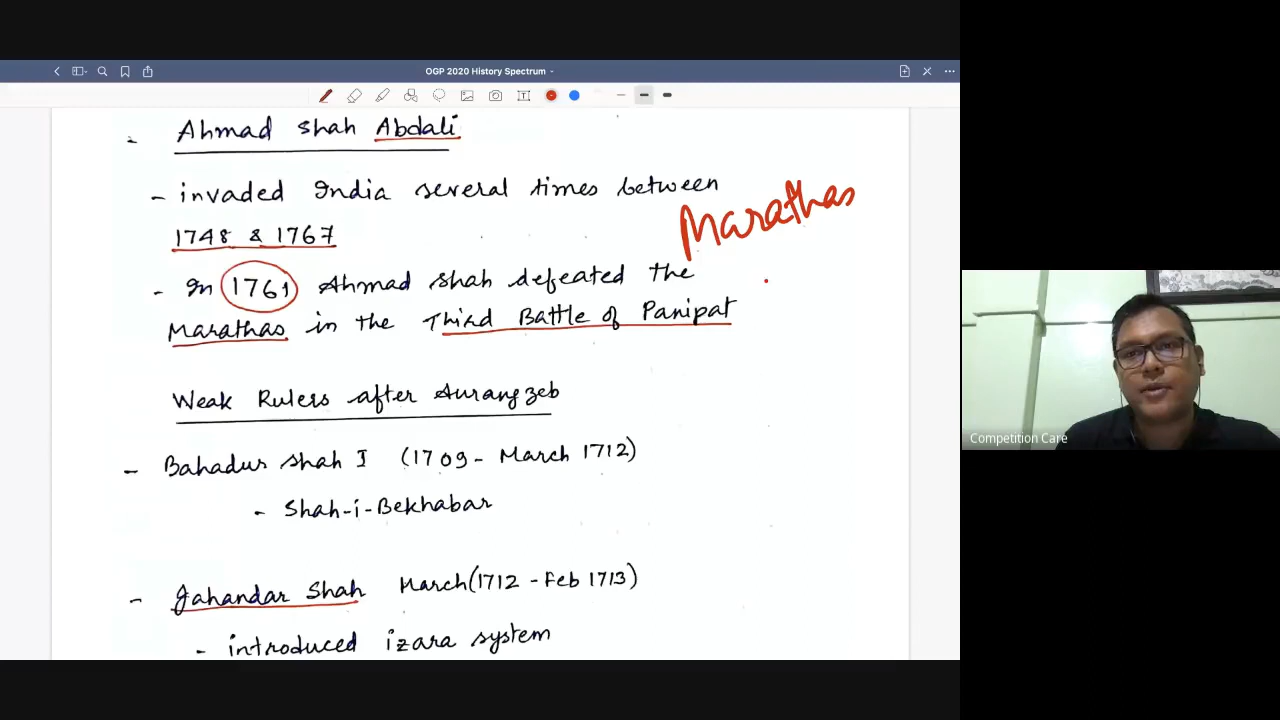 OGP 2020 History Spectrum
Ahmad Shah Abdali
- invaded India several times between
1748 & 1767
Marathas
- In 1761 Ahmad Shah defeated the
Marathas in the Third Battle of Panipat
Weak Rulers after Aurangzeb
- Bahadur Shah I (1709 - March 1712)
- Shah-i-Bekhabar
- Jahandar Shah March (1712 - Feb 1713)
- introduced izara system
Competition Care